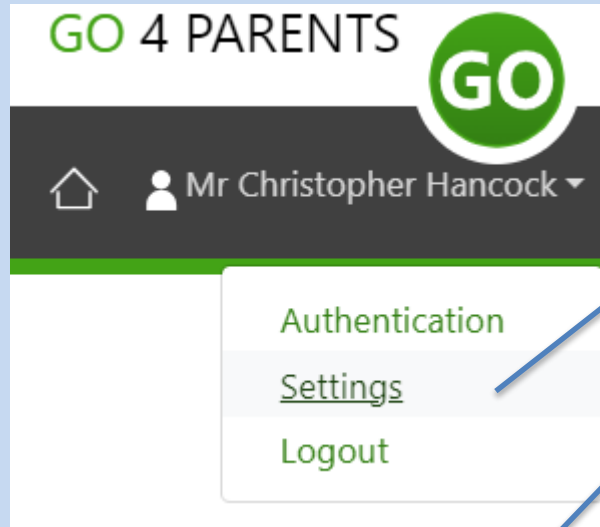 GO 4 PARENTS
GO
Mr Christopher Hancock
Authentication
Settings
Logout